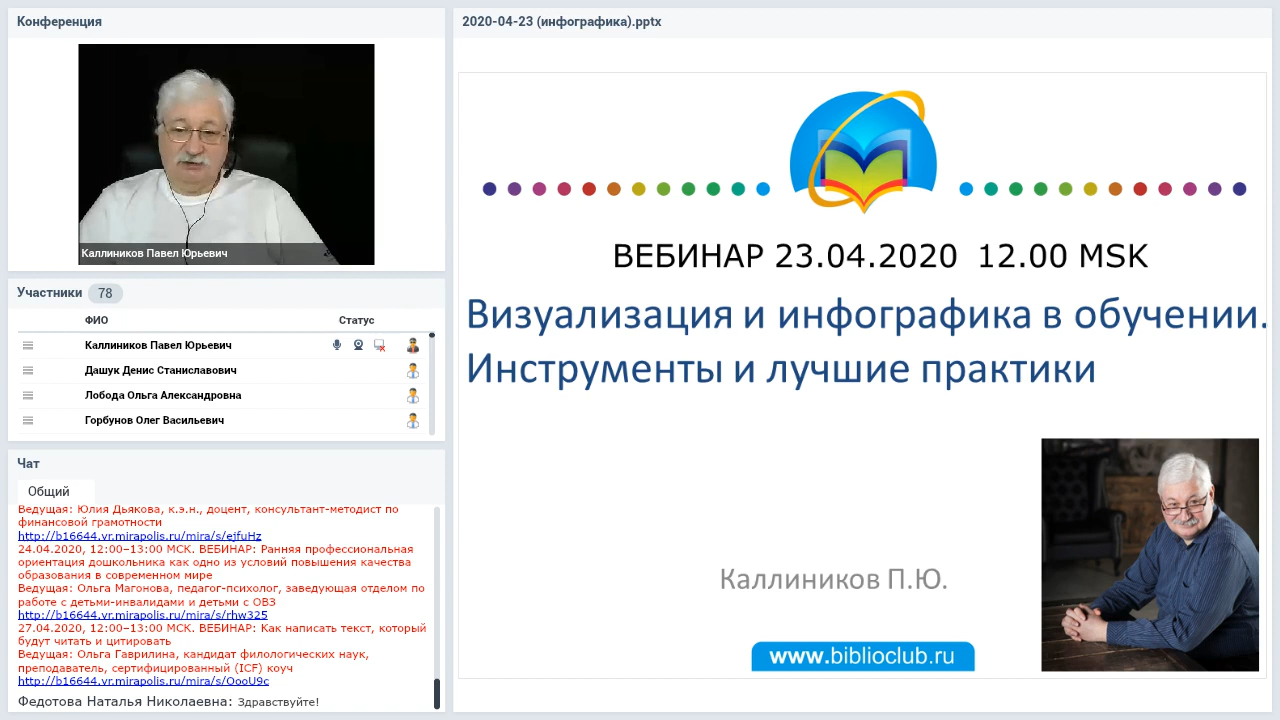 Конференция
Каллиников Павел Юрьевич
Участники 78
ФИО Статус
Каллиников Павел Юрьевич
Дашук Денис Станиславович
Лобода Ольга Александровна
Горбунов Олег Васильевич
Чат
Общий
Ведущая: Юлия Дьякова, к.э.н., доцент, консультант-методист по
финансовой грамотности
http://b16644.vr.mirapolis.ru/mira/s/ejfuHz
24.04.2020, 12:00–13:00 МСК. ВЕБИНАР: Ранняя профессиональная
ориентация дошкольника как одно из условий повышения качества
образования в современном мире
Ведущая: Ольга Магонова, педагог-психолог, заведующая отделом по
работе с детьми-инвалидами и детьми с ОВЗ
http://b16644.vr.mirapolis.ru/mira/s/rhw325
27.04.2020, 12:00–13:00 МСК. ВЕБИНАР: Как написать текст, который
будут читать и цитировать
Ведущая: Ольга Гаврилина, кандидат филологических наук,
преподаватель, сертифицированный (ICF) коуч
http://b16644.vr.mirapolis.ru/mira/s/OooU9c
Федотова Наталья Николаевна: Здравствуйте!
2020-04-23 (инфографика).pptx
ВЕБИНАР 23.04.2020 12.00 MSK
Визуализация и инфографика в обучении.
Инструменты и лучшие практики
Каллиников П.Ю.
www.biblioclub.ru